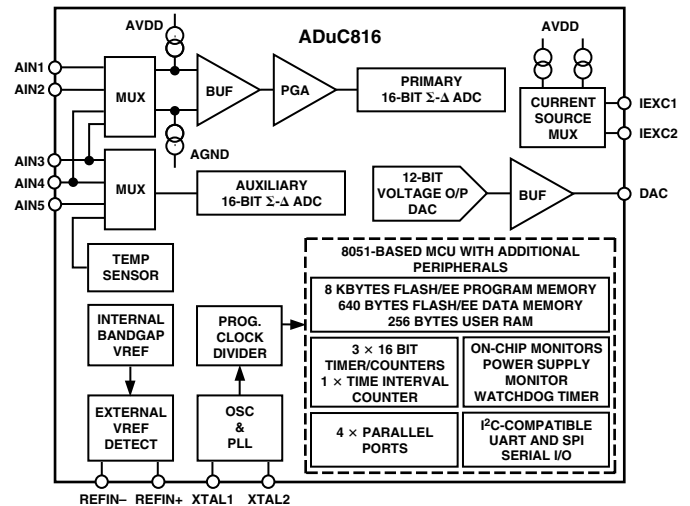 ADuC816
AVDD
AVDD
AIN1
AIN2
MUX
BUF
PGA
PRIMARY
16-BIT Σ-Δ ADC
CURRENT
SOURCE
MUX
IEXC1
IEXC2
AGND
AIN3
AIN4
AIN5
MUX
AUXILIARY
16-BIT Σ-Δ ADC
12-BIT
VOLTAGE O/P
DAC
BUF
DAC
TEMP
SENSOR
8051-BASED MCU WITH ADDITIONAL
PERIPHERALS
8 KBYTES FLASH/EE PROGRAM MEMORY
640 BYTES FLASH/EE DATA MEMORY
256 BYTES USER RAM
INTERNAL
BANDGAP
VREF
PROG.
CLOCK
DIVIDER
3 × 16 BIT
TIMER/COUNTERS
1 × TIME INTERVAL
COUNTER
ON-CHIP MONITORS
POWER SUPPLY
MONITOR
WATCHDOG TIMER
EXTERNAL
VREF
DETECT
OSC
&
PLL
4 × PARALLEL
PORTS
I²C-COMPATIBLE
UART AND SPI
SERIAL I/O
REFIN–
REFIN+
XTAL1
XTAL2